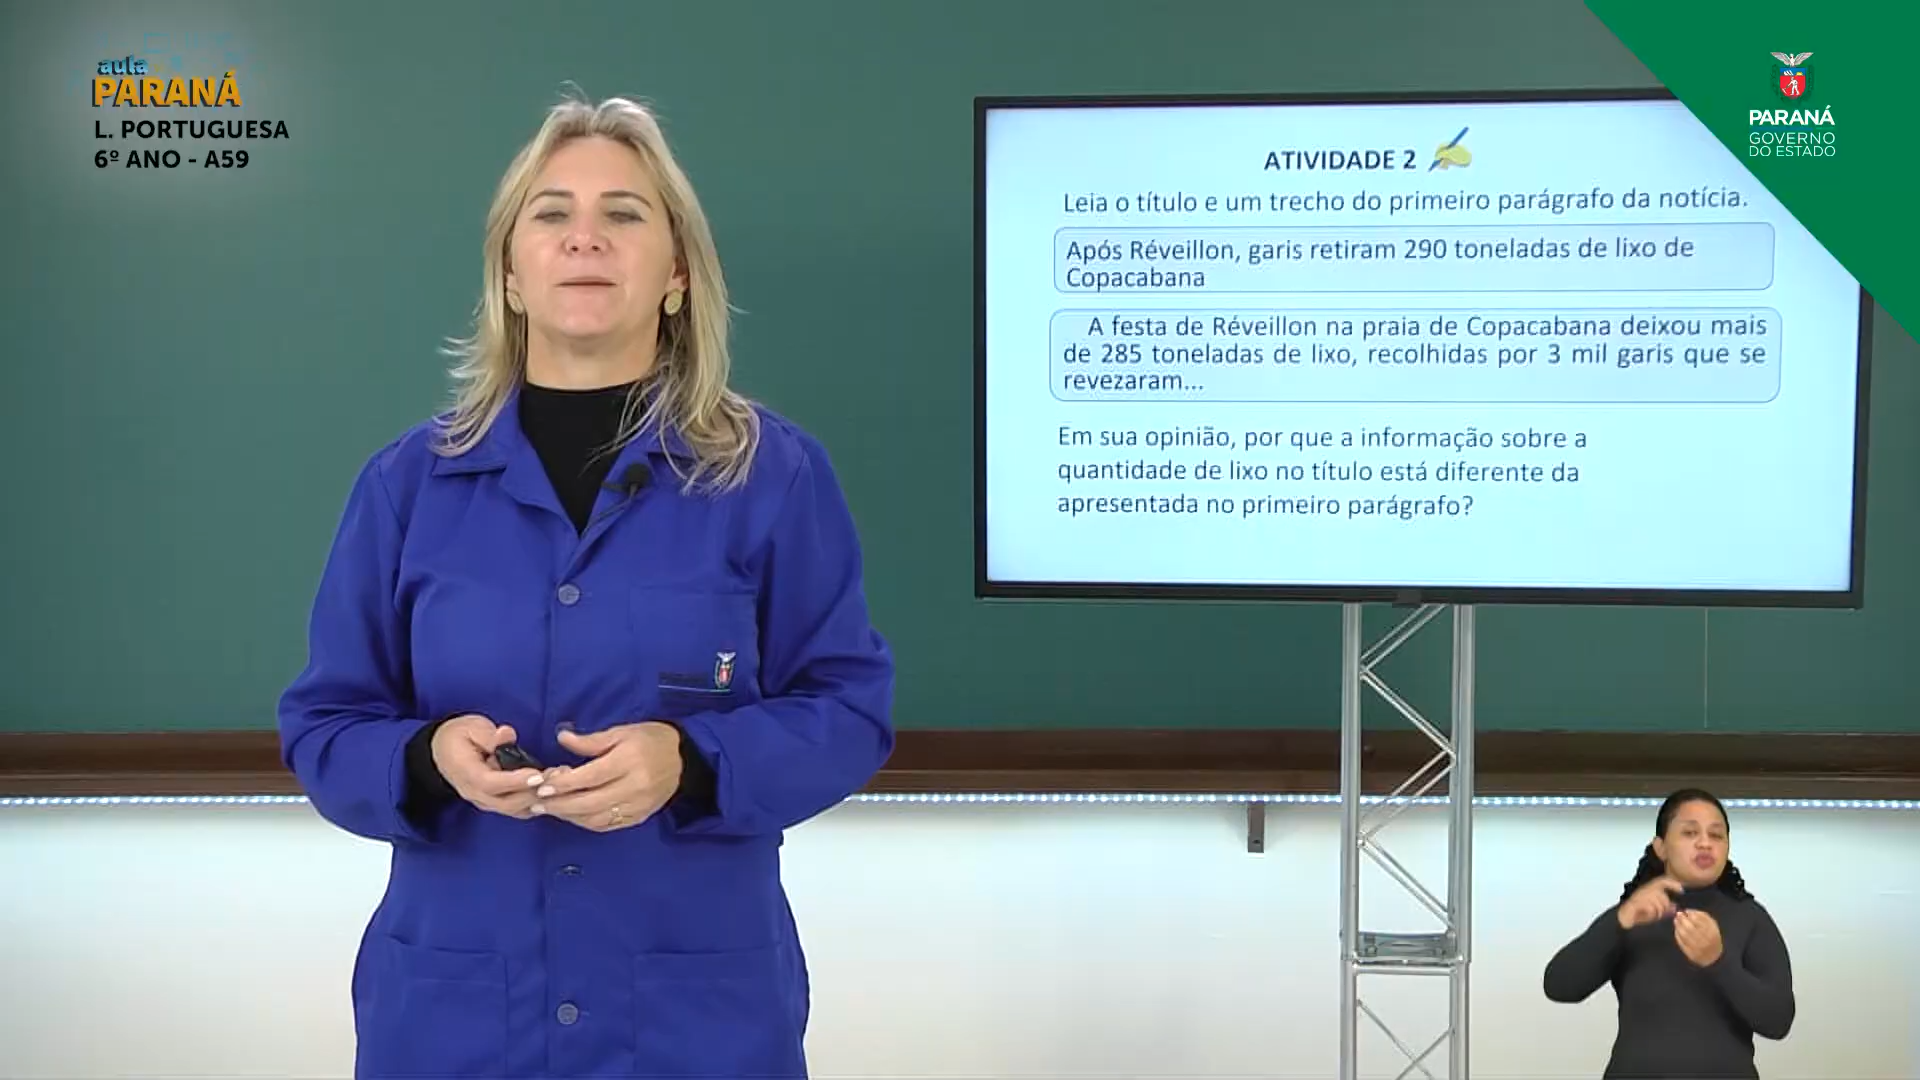 aula
PARANÁ
L. PORTUGUESA
6º ANO - A59
PARANÁ
GOVERNO
DO ESTADO
ATIVIDADE 2
Leia o título e um trecho do primeiro parágrafo da notícia.
Após Réveillon, garis retiram 290 toneladas de lixo de
Copacabana
A festa de Réveillon na praia de Copacabana deixou mais
de 285 toneladas de lixo, recolhidas por 3 mil garis que se
revezaram...
Em sua opinião, por que a informação sobre a
quantidade de lixo no título está diferente da
apresentada no primeiro parágrafo?